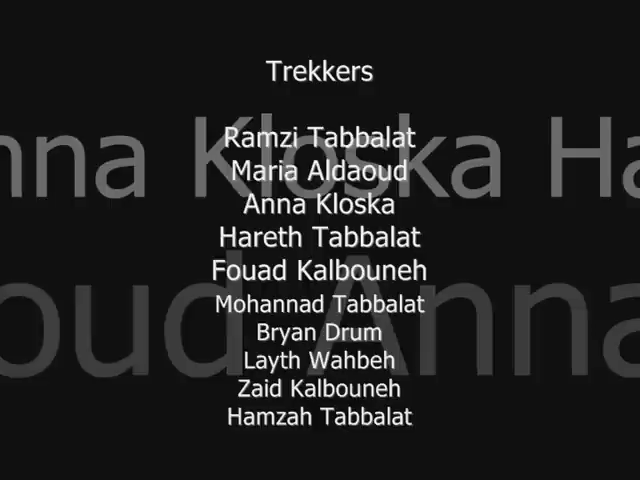 Trekkers
Ramzi Tabbalat
Maria Aldaoud
Anna Kloska
Hareth Tabbalat
Fouad Kalbouneh
Mohannad Tabbalat
Bryan Drum
Layth Wahbeh
Zaid Kalbouneh
Hamzah Tabbalat
nna Kloska Ha
oud Anna